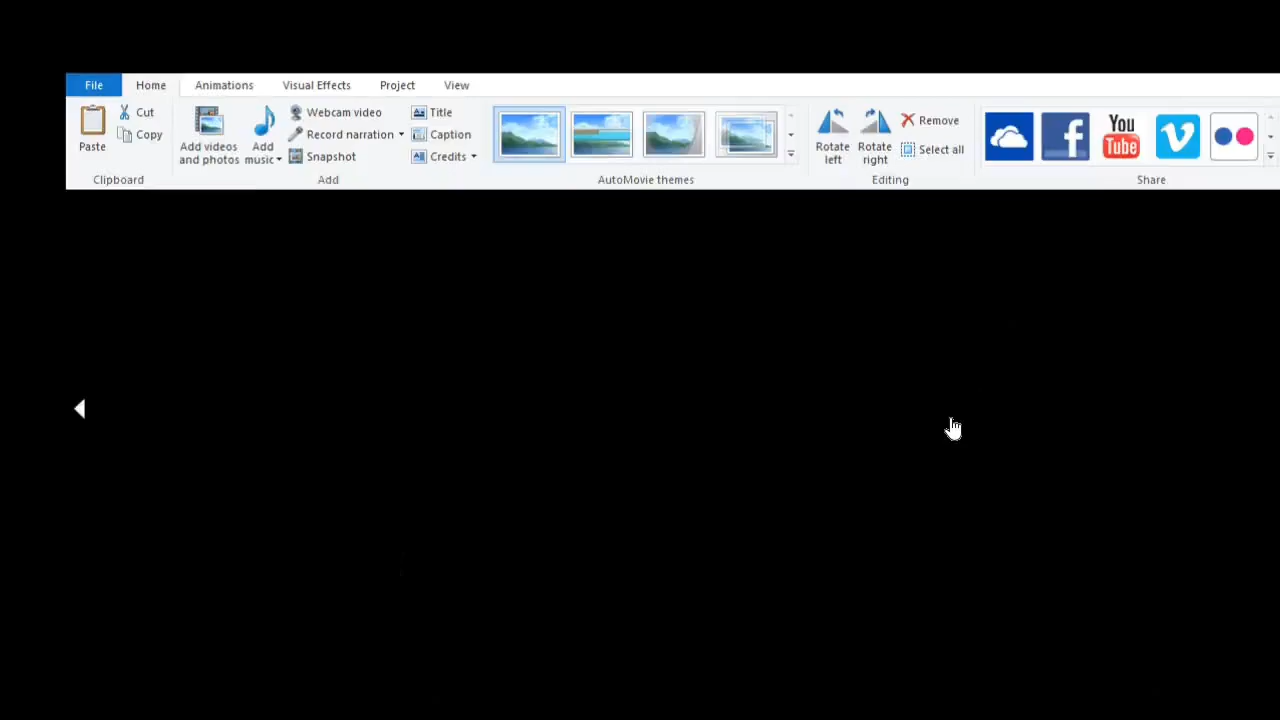 File Home Animations Visual Effects Project View
Paste
Cut
Copy
Clipboard
Add videos
and photos
Add
music
Webcam video
Record narration
Snapshot
Title
Caption
Credits
Add
AutoMovie themes
Rotate
left
Rotate
right
Remove
Select all
Editing
f
You
Tube
V
Share